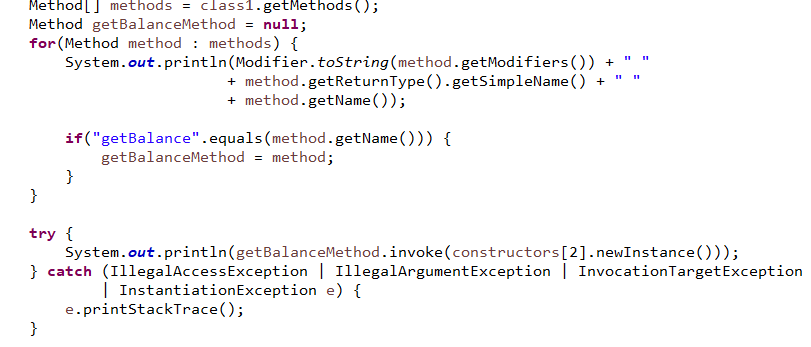 Method[] methods = class1.getMethods();
Method getBalanceMethod = null;
for(Method method : methods) {
    System.out.println(Modifier.toString(method.getModifiers()) + " "
                      + method.getReturnType().getSimpleName() + " "
                      + method.getName());

    if("getBalance".equals(method.getName())) {
        getBalanceMethod = method;
    }
}

try {
    System.out.println(getBalanceMethod.invoke(constructors[2].newInstance()));
} catch (IllegalAccessException | IllegalArgumentException | InvocationTargetException
        | InstantiationException e) {
    e.printStackTrace();
}